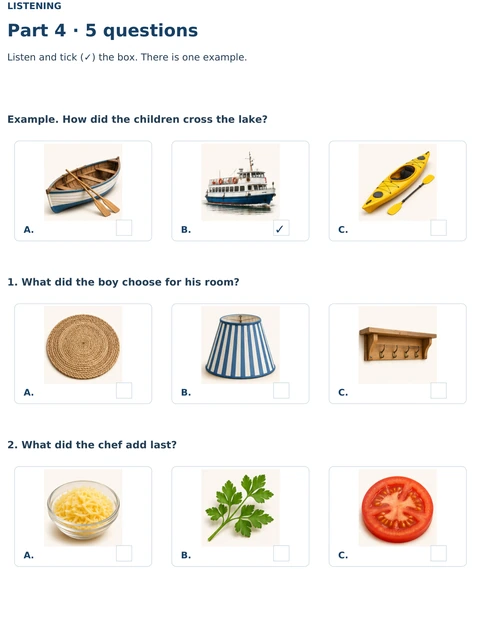 LISTENING
Part 4 · 5 questions
Listen and tick (✓) the box. There is one example.
Example. How did the children cross the lake?
A. B. ✓ C.
1. What did the boy choose for his room?
A. B. C.
2. What did the chef add last?
A. B. C.